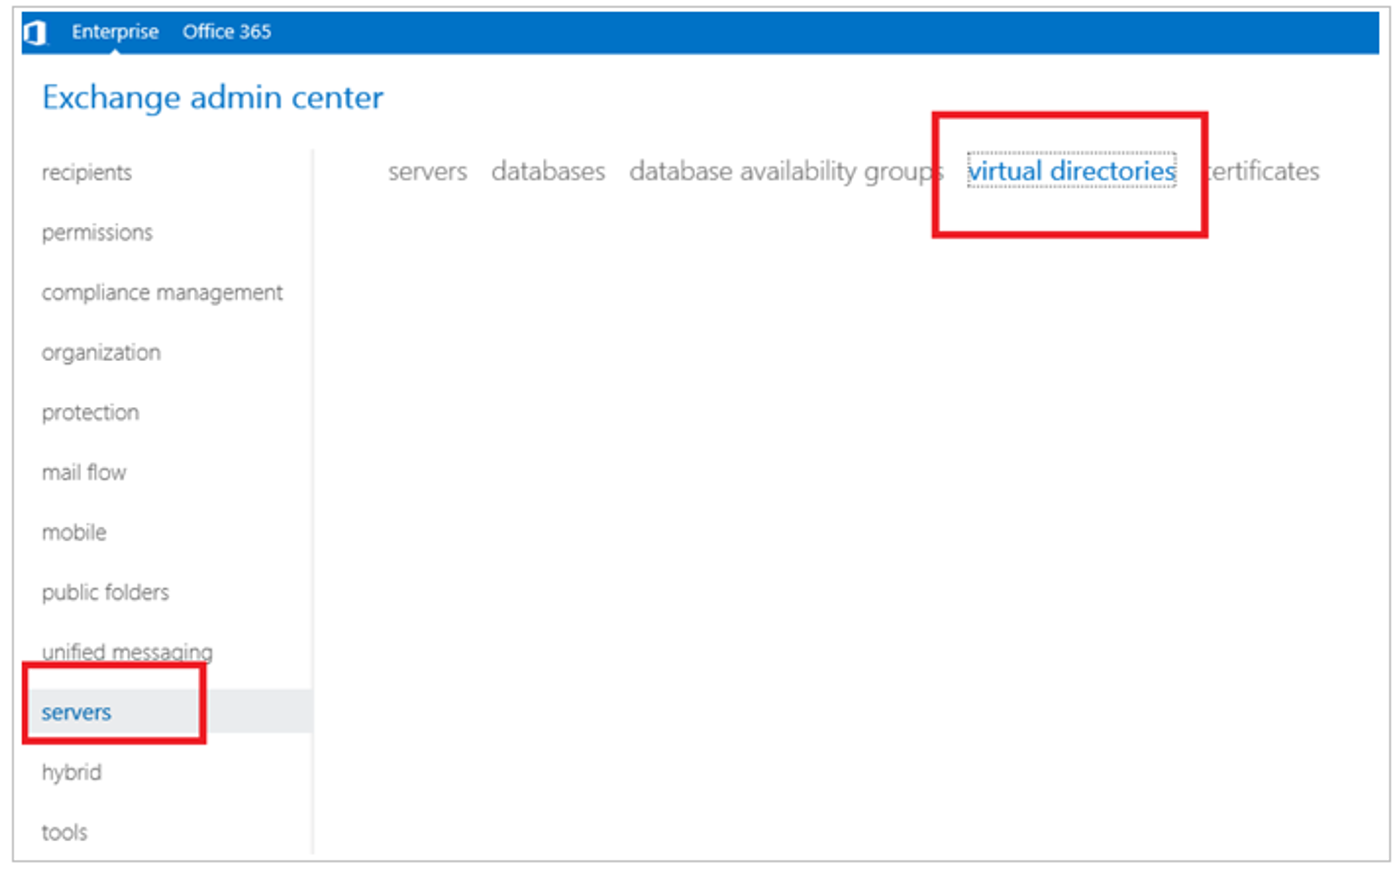 Enterprise Office 365
Exchange admin center
servers databases database availability groups virtual directories certificates
recipients
permissions
compliance management
organization
protection
mail flow
mobile
public folders
unified messaging
servers
hybrid
tools